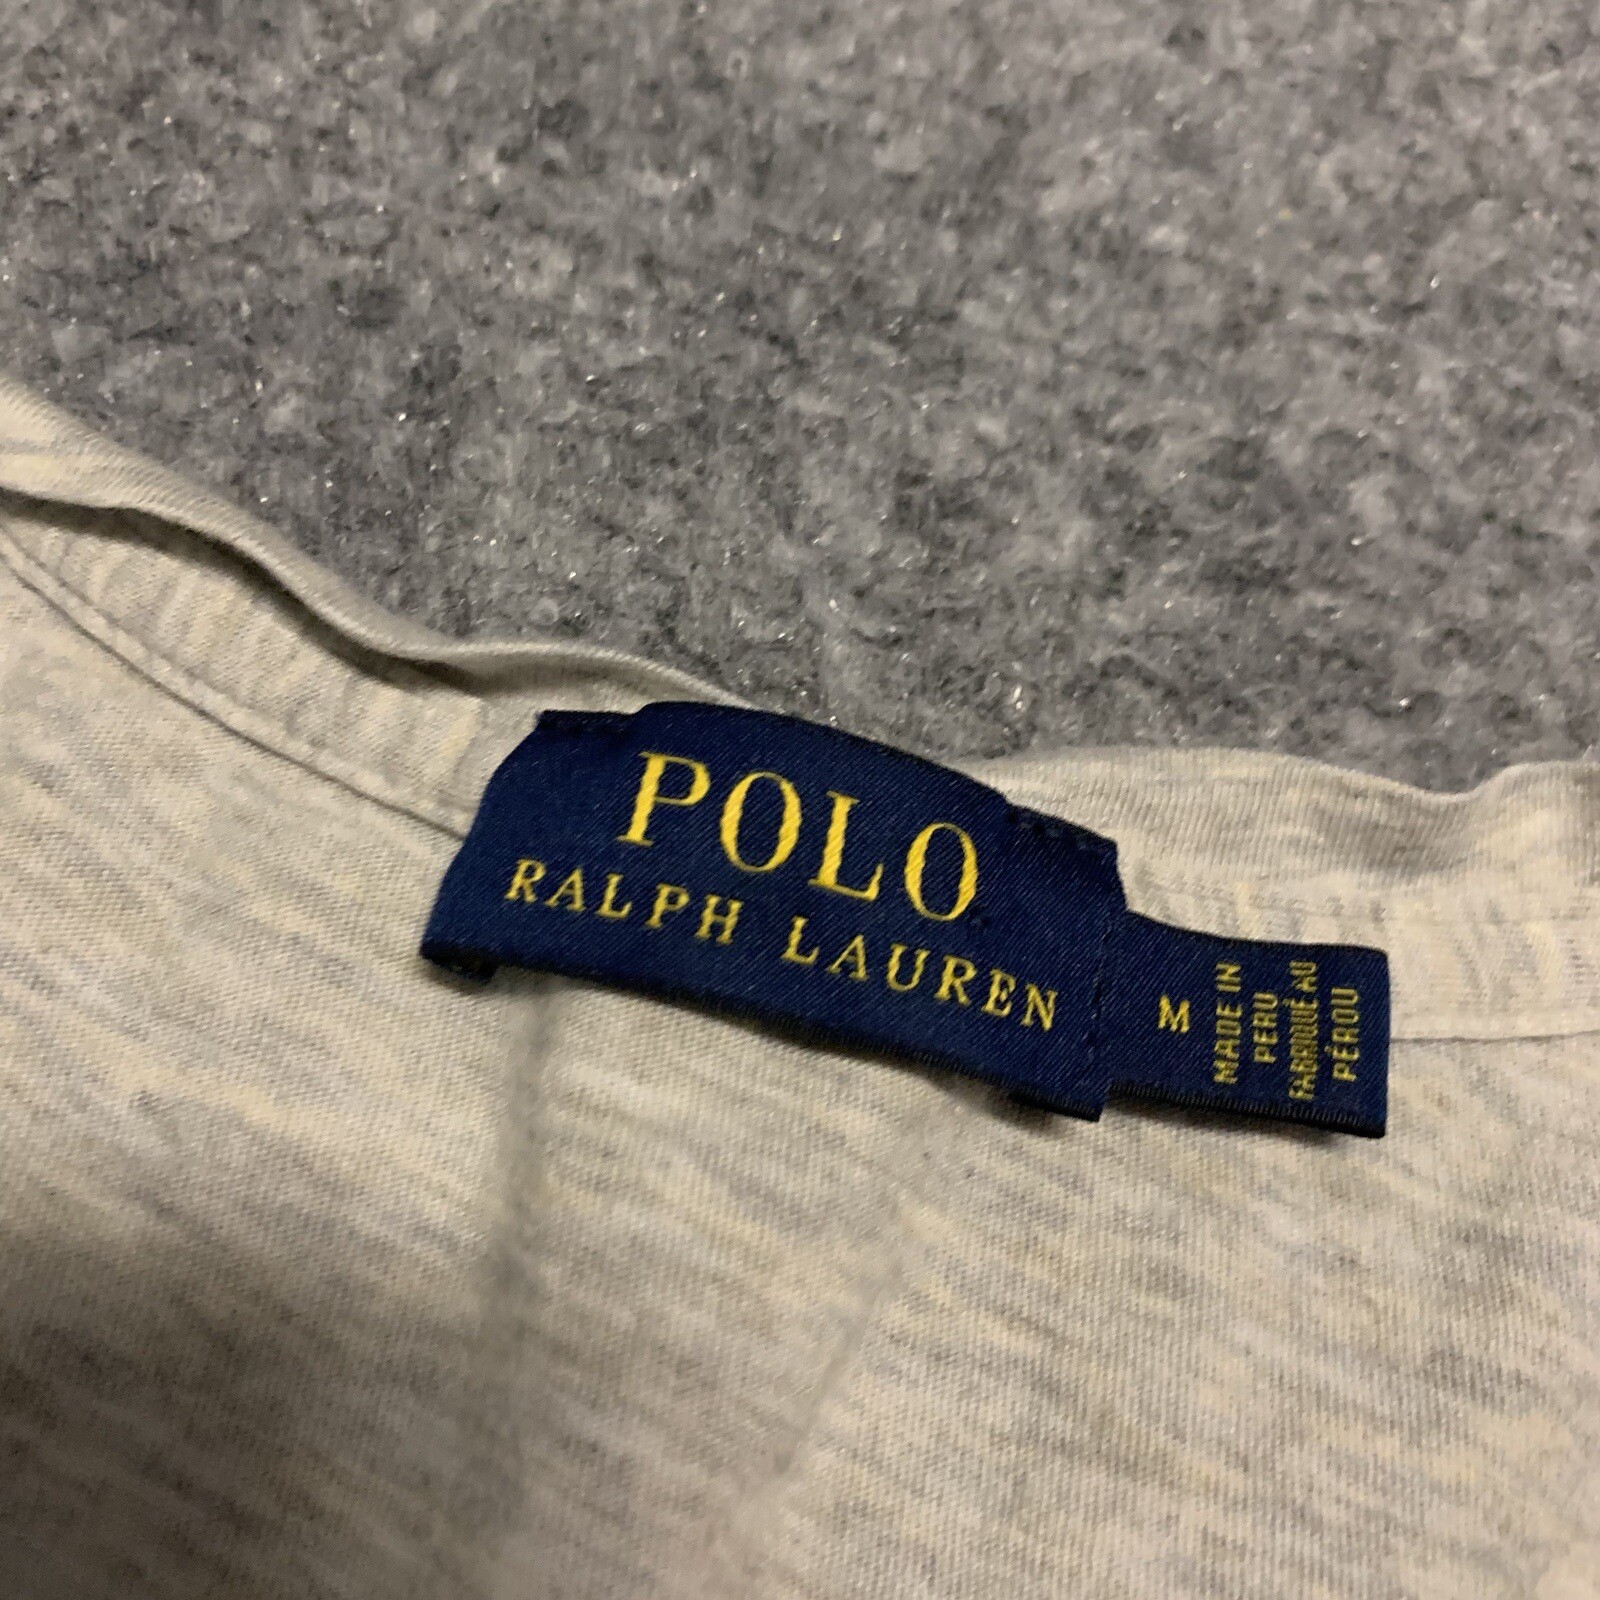 POLO
RALPH LAUREN
M
MADE IN
PERU
FABRIQUÉ AU
PÉROU